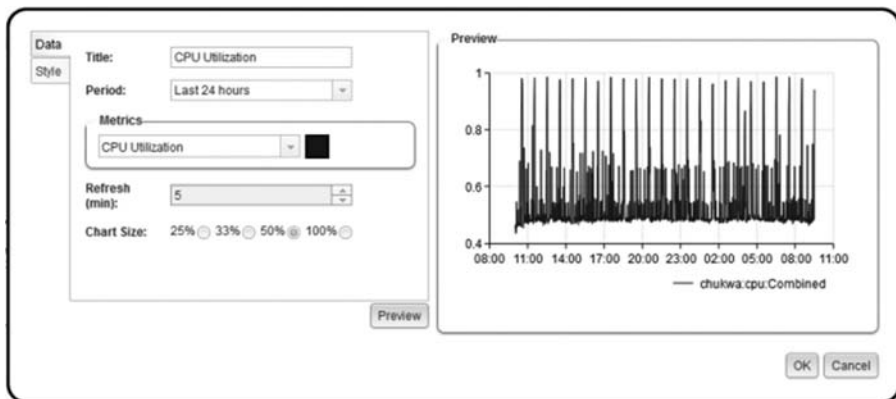 Data
Style
Title: CPU Utilization
Period: Last 24 hours
Metrics
CPU Utilization
Refresh (min): 5
Chart Size: 25% 33% 50% 100%
Preview
Preview
1
0.8
0.6
0.4
08:00 11:00 14:00 17:00 20:00 23:00 02:00 05:00 08:00 11:00
chukwa:cpu:Combined
OK Cancel